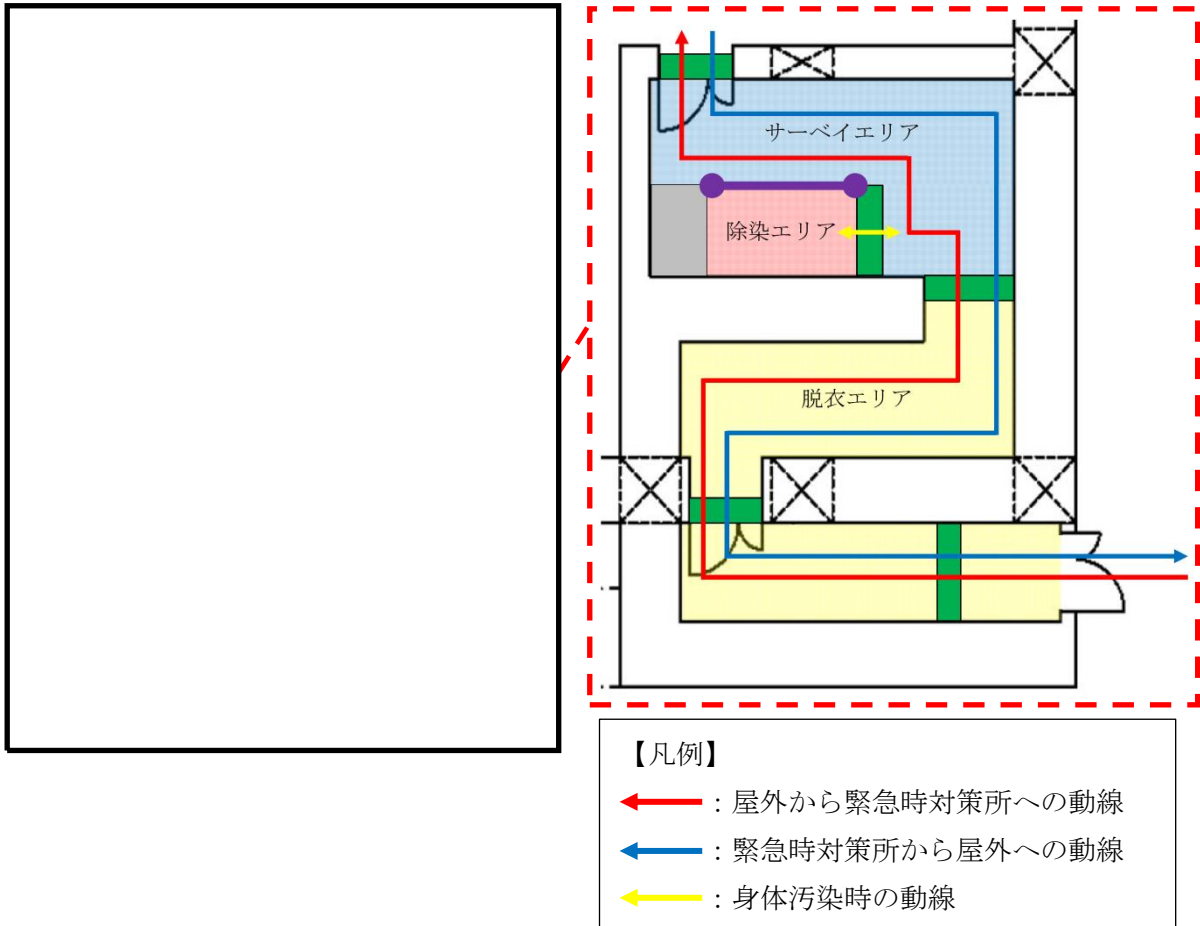 サーベイエリア
除染エリア
脱衣エリア
【凡例】
：屋外から緊急時対策所への動線
：緊急時対策所から屋外への動線
：身体汚染時の動線